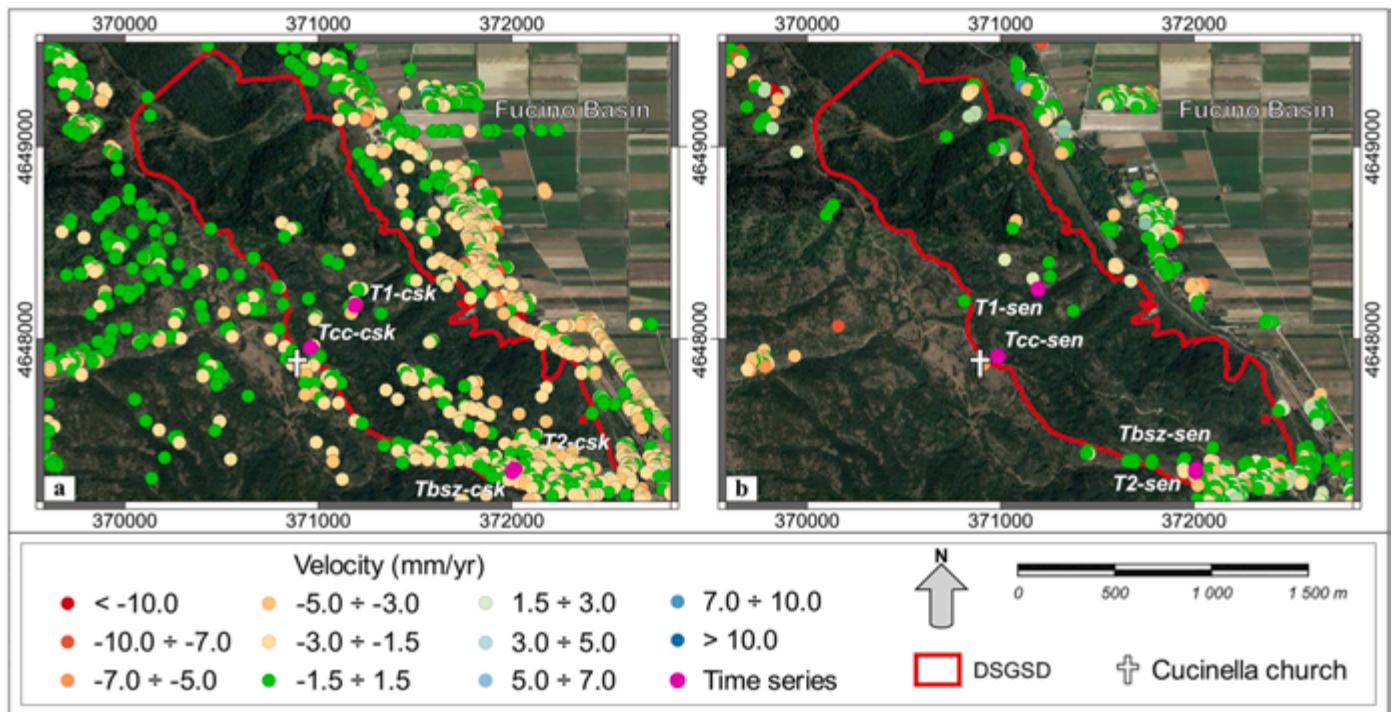 370000 371000 372000 370000 371000 372000
Fucino Basin Fucino Basin
4649000 4649000 4649000
T1-csk T1-sen
Tcc-csk Tcc-sen
4648000 4648000 4648000
T2-csk Tbsz-sen
Tbsz-csk T2-sen
a b
370000 371000 372000 370000 371000 372000
Velocity (mm/yr)
< -10.0 -5.0 ÷ -3.0 1.5 ÷ 3.0 7.0 ÷ 10.0
-10.0 ÷ -7.0 -3.0 ÷ -1.5 3.0 ÷ 5.0 > 10.0
-7.0 ÷ -5.0 -1.5 ÷ 1.5 5.0 ÷ 7.0 Time series
N
0 500 1 000 1 500 m
DSGSD Cucinella church